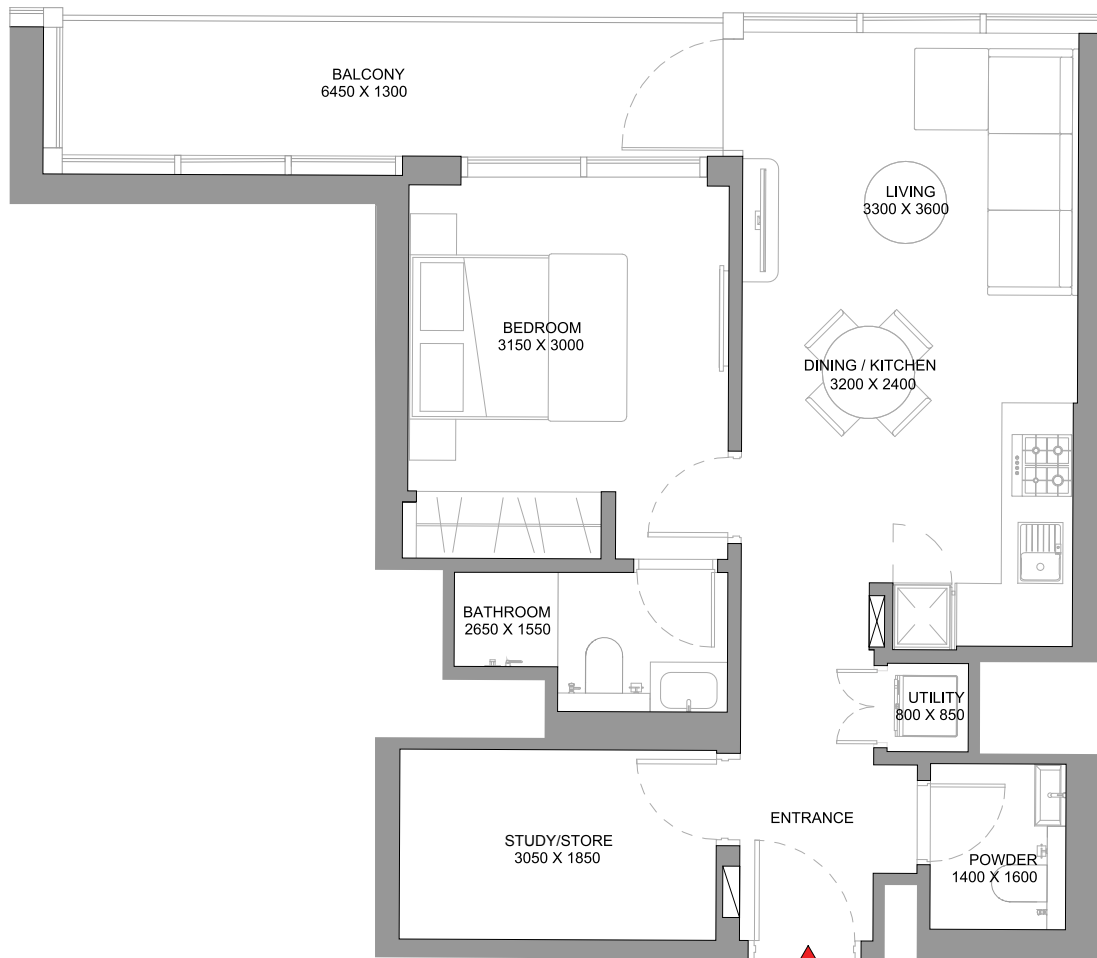 BALCONY
6450 X 1300
LIVING
3300 X 3600
BEDROOM
3150 X 3000
DINING / KITCHEN
3200 X 2400
BATHROOM
2650 X 1550
UTILITY
800 X 850
ENTRANCE
STUDY/STORE
3050 X 1850
POWDER
1400 X 1600